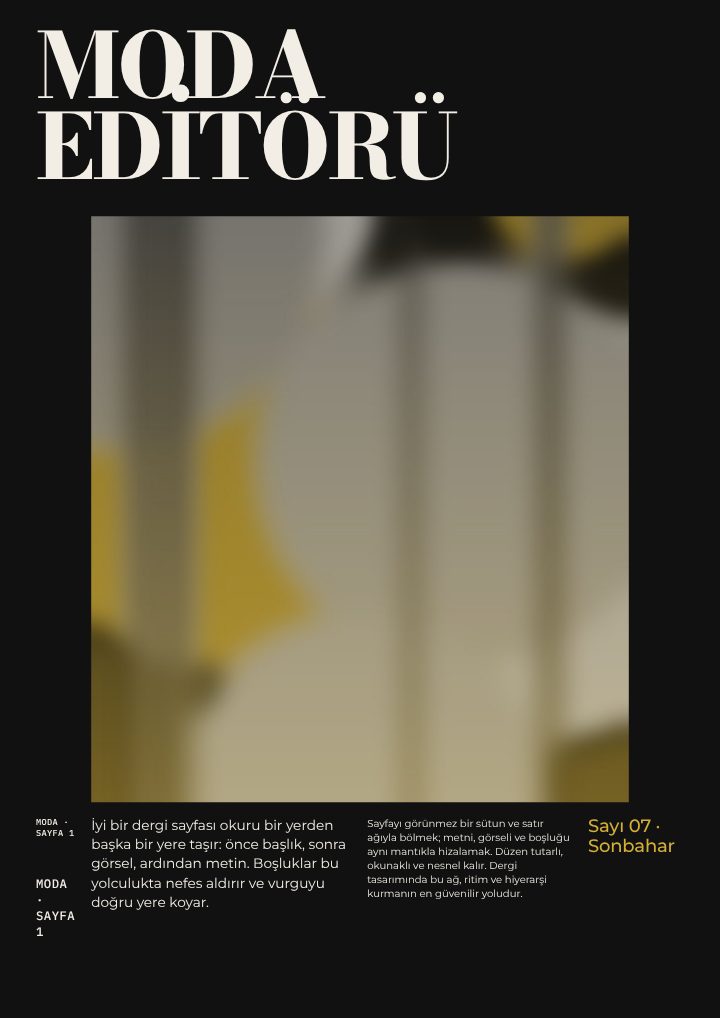 MODA
EDİTÖRÜ
MODA ·
SAYFA 1
MODA
·
SAYFA
1
İyi bir dergi sayfası okuru bir yerden
başka bir yere taşır: önce başlık, sonra
görsel, ardından metin. Boşluklar bu
yolculukta nefes aldırır ve vurguyu
doğru yere koyar.
Sayfayı görünmez bir sütun ve satır
ağıyla bölmek; metni, görseli ve boşluğu
aynı mantıkla hizalamak. Düzen tutarlı,
okunaklı ve nesnel kalır. Dergi
tasarımında bu ağ, ritim ve hiyerarşi
kurmanın en güvenilir yoludur.
Sayı 07 ·
Sonbahar